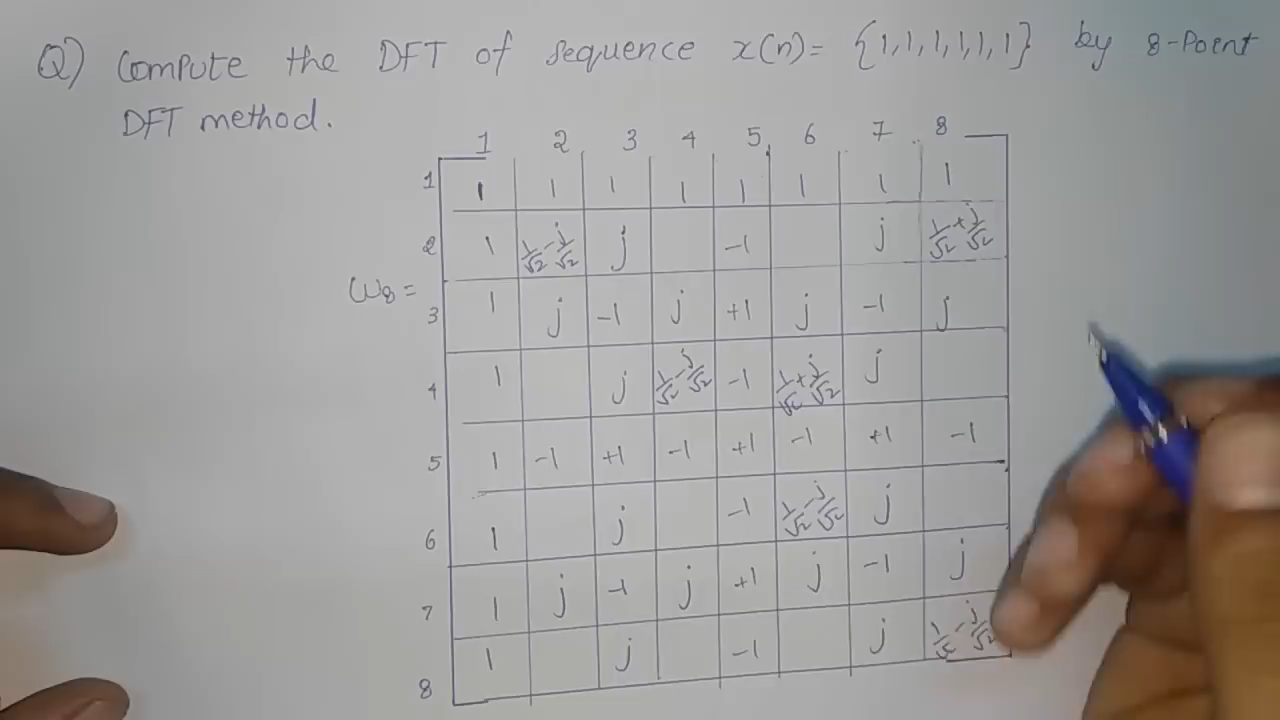 Q) Compute the DFT of sequence x(n)= {1,1,1,1,1,1} by 8-Point
DFT method.
1 2 3 4 5 6 7 8
1 1 1 1 1 1 1 1 1
2 1 1/√2 - j/√2 j -1 j 1/√2 + j/√2
ω8 =
3 1 j -1 j +1 j -1 j
4 1 j 1/√2 - j/√2 -1 1/√2 + j/√2 j
5 1 -1 +1 -1 +1 -1 +1 -1
6 1 j -1 1/√2 - j/√2 j
7 1 j -1 j +1 j -1 j
8 1 j -1 j 1/√2 - j/√2